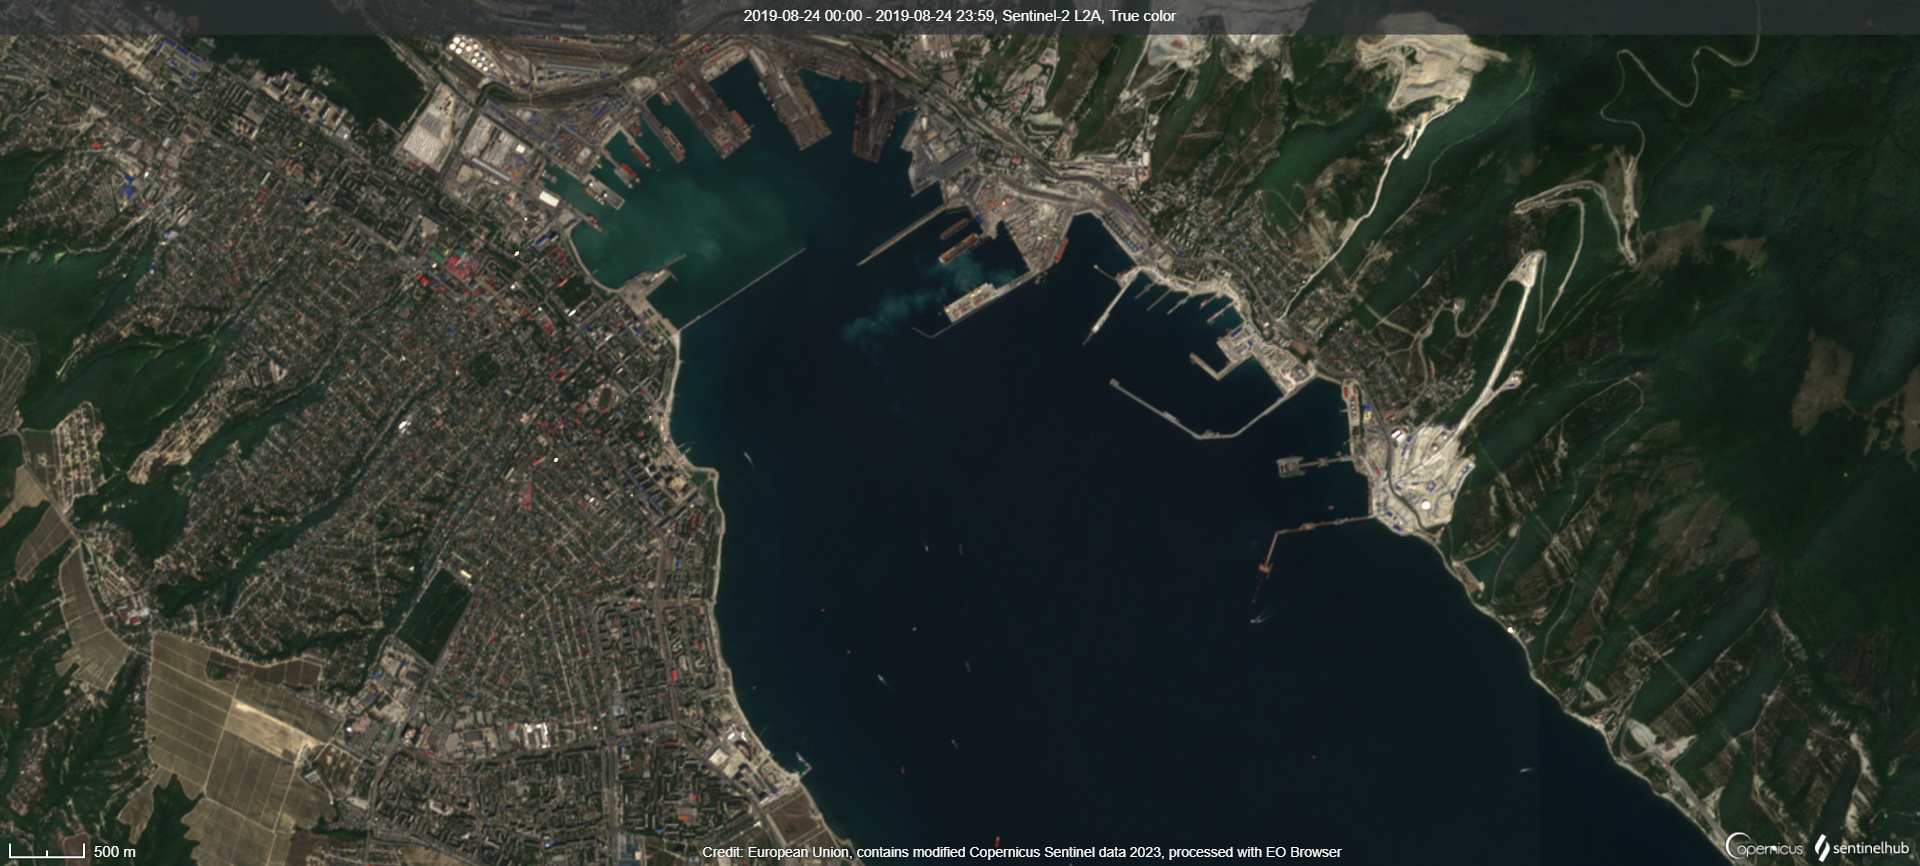 2019-08-24 00:00 - 2019-08-24 23:59, Sentinel-2 L2A, True color
500 m
Credit: European Union, contains modified Copernicus Sentinel data 2023, processed with EO Browser
Copernicus
sentinelhub